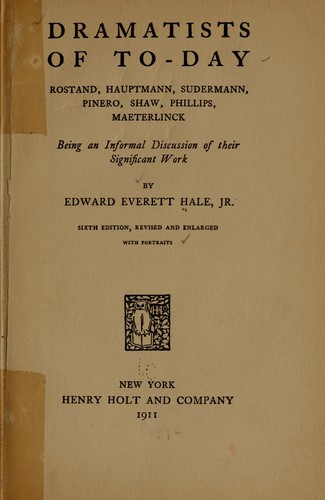 DRAMATISTS
OF TO-DAY
ROSTAND, HAUPTMANN, SUDERMANN,
PINERO, SHAW, PHILLIPS,
MAETERLINCK
Being an Informal Discussion of their
Significant Work
BY
EDWARD EVERETT HALE, JR.
SIXTH EDITION, REVISED AND ENLARGED
WITH PORTRAITS
NEW YORK
HENRY HOLT AND COMPANY
1911